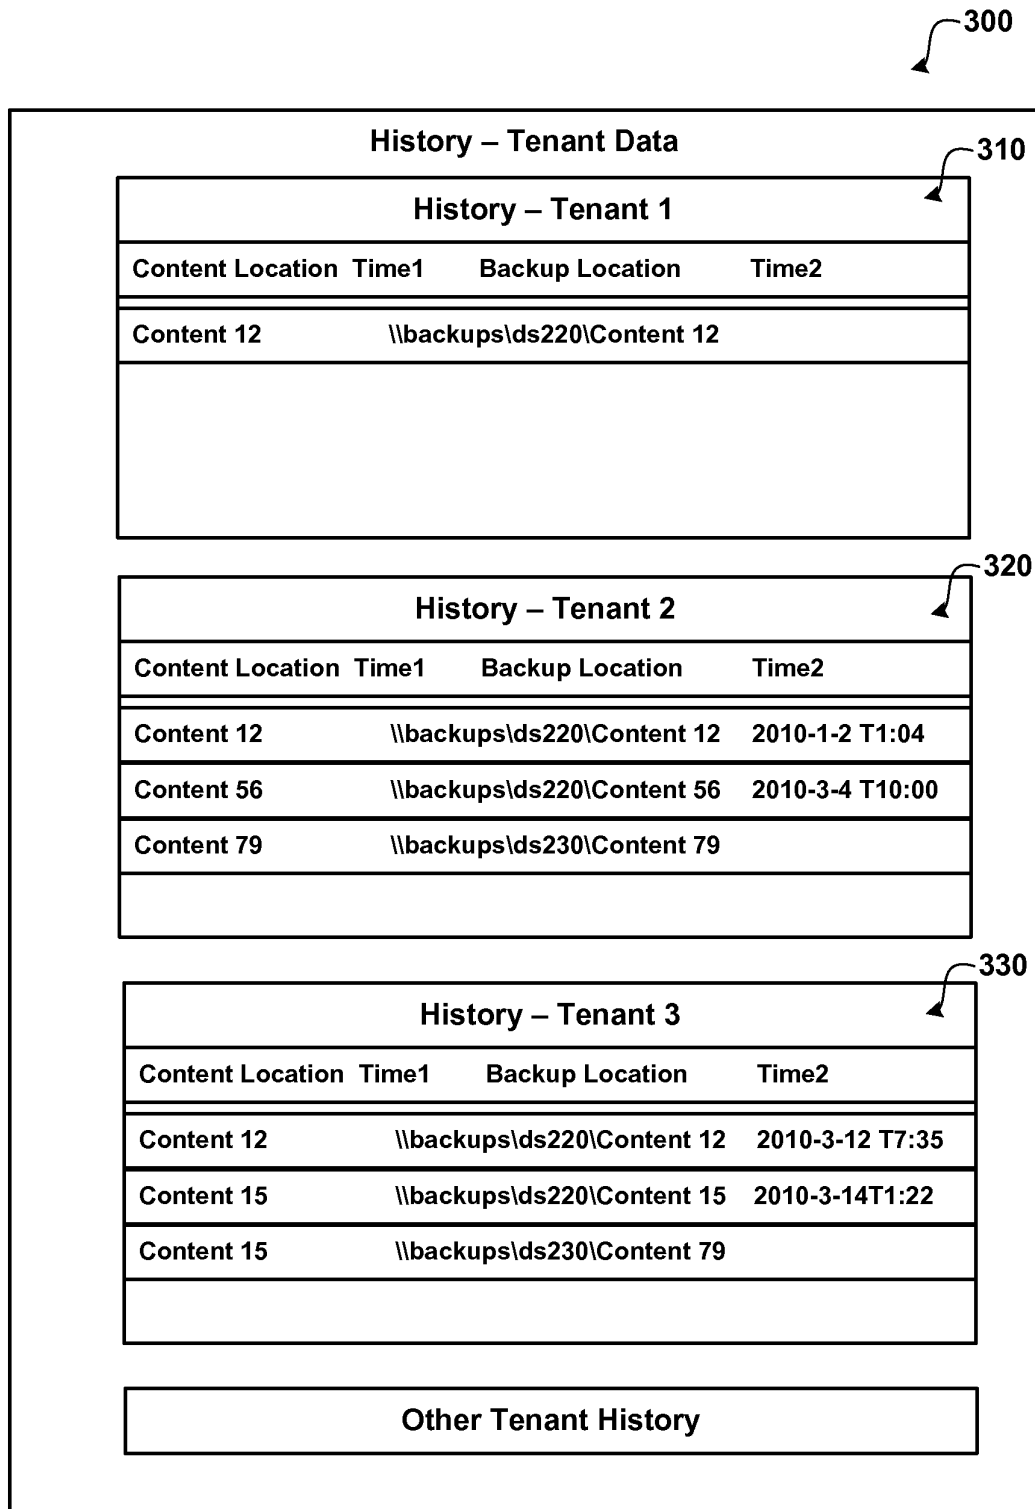 300
History – Tenant Data
310
History – Tenant 1
Content Location Time1 Backup Location Time2
Content 12 \\backups\ds220\Content 12
320
History – Tenant 2
Content Location Time1 Backup Location Time2
Content 12 \\backups\ds220\Content 12 2010-1-2 T1:04
Content 56 \\backups\ds220\Content 56 2010-3-4 T10:00
Content 79 \\backups\ds230\Content 79
330
History – Tenant 3
Content Location Time1 Backup Location Time2
Content 12 \\backups\ds220\Content 12 2010-3-12 T7:35
Content 15 \\backups\ds220\Content 15 2010-3-14T1:22
Content 15 \\backups\ds230\Content 79
Other Tenant History